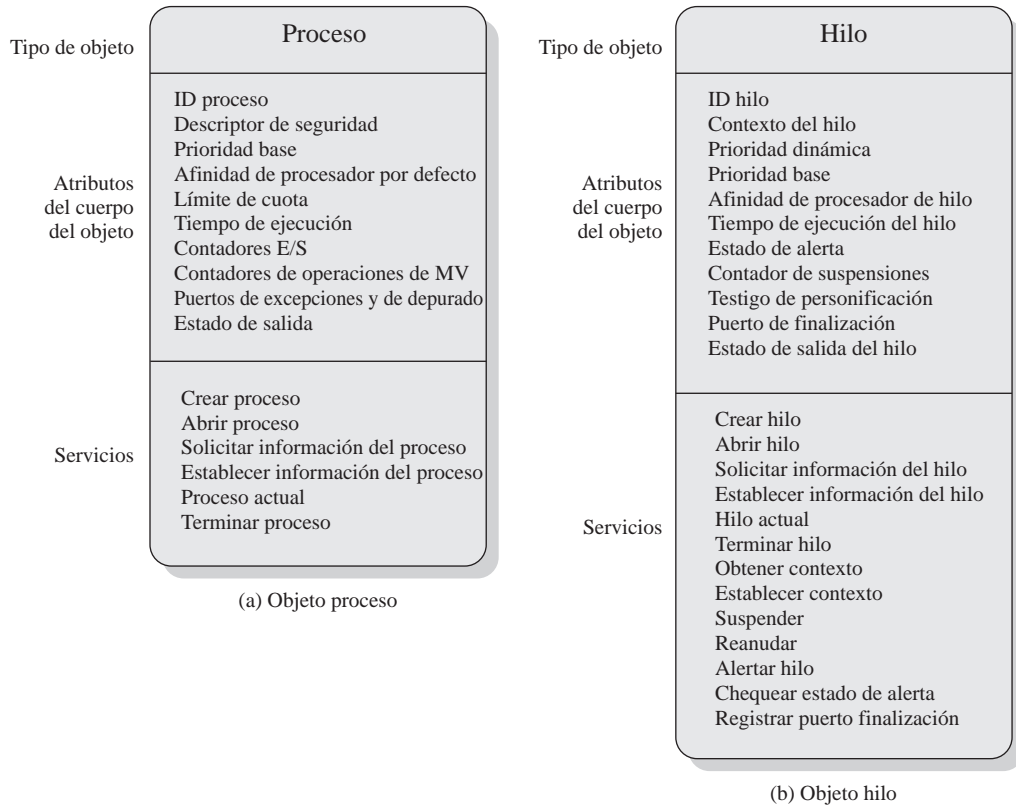 Tipo de objeto
Proceso
Atributos
del cuerpo
del objeto
ID proceso
Descriptor de seguridad
Prioridad base
Afinidad de procesador por defecto
Límite de cuota
Tiempo de ejecución
Contadores E/S
Contadores de operaciones de MV
Puertos de excepciones y de depurado
Estado de salida
Servicios
Crear proceso
Abrir proceso
Solicitar información del proceso
Establecer información del proceso
Proceso actual
Terminar proceso
(a) Objeto proceso
Tipo de objeto
Hilo
Atributos
del cuerpo
del objeto
ID hilo
Contexto del hilo
Prioridad dinámica
Prioridad base
Afinidad de procesador de hilo
Tiempo de ejecución del hilo
Estado de alerta
Contador de suspensiones
Testigo de personificación
Puerto de finalización
Estado de salida del hilo
Servicios
Crear hilo
Abrir hilo
Solicitar información del hilo
Establecer información del hilo
Hilo actual
Terminar hilo
Obtener contexto
Establecer contexto
Suspender
Reanudar
Alertar hilo
Chequear estado de alerta
Registrar puerto finalización
(b) Objeto hilo